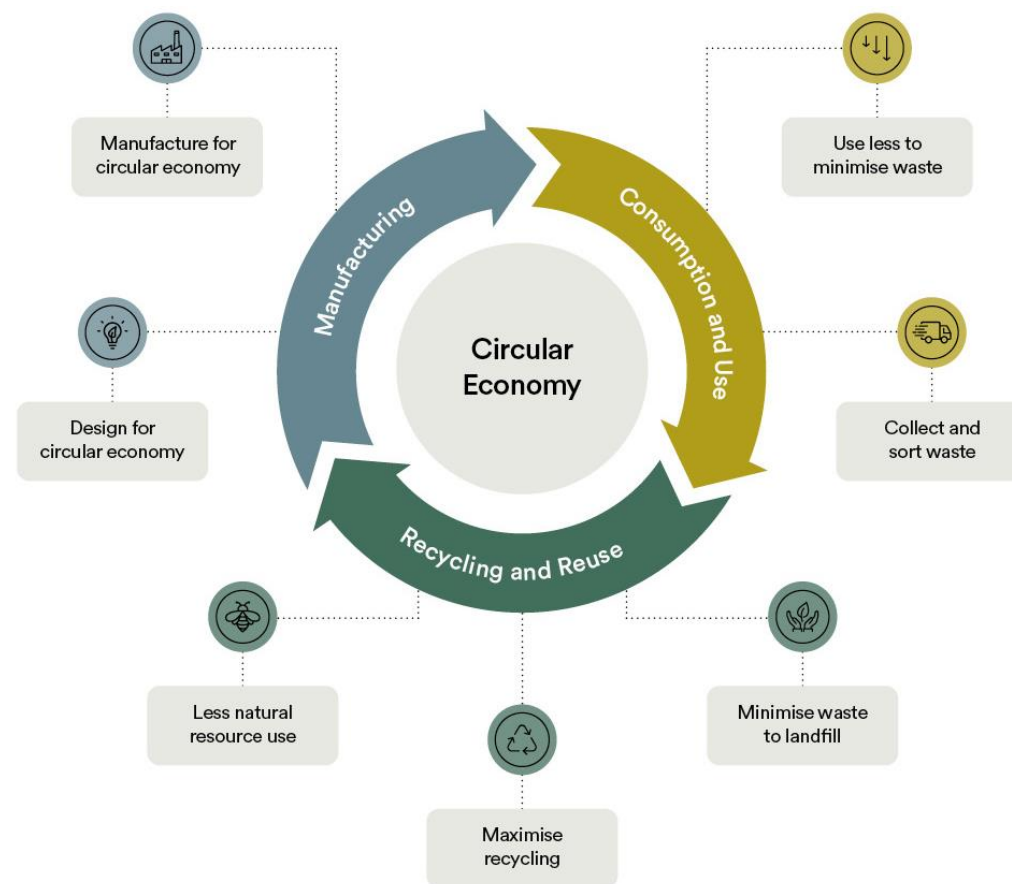 Manufacture for
circular economy
Use less to
minimise waste
Manufacturing
Consumption and Use
Circular
Economy
Design for
circular economy
Collect and
sort waste
Recycling and Reuse
Less natural
resource use
Minimise waste
to landfill
Maximise
recycling